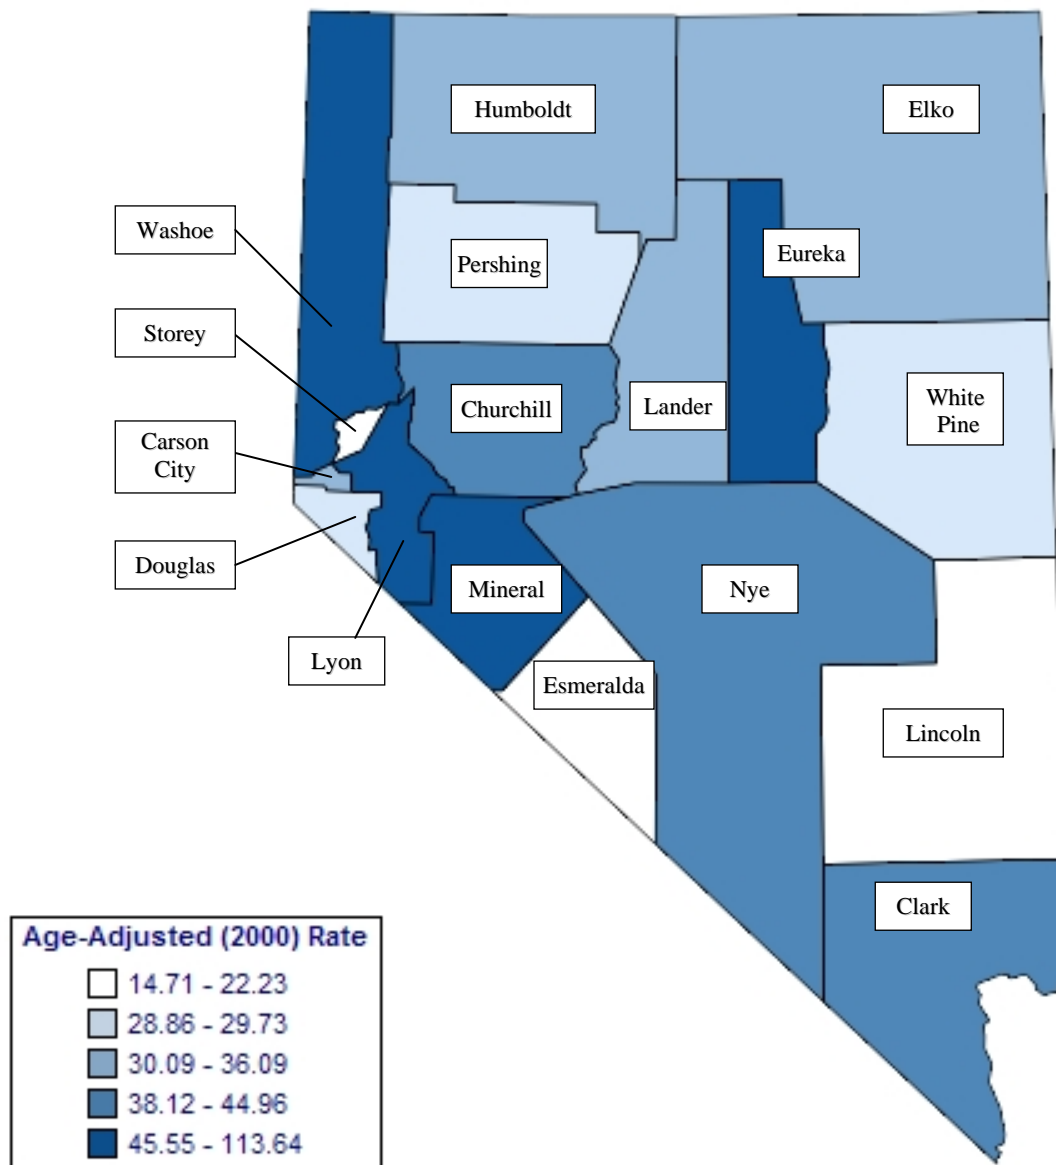 Humboldt
Elko
Washoe
Eureka
Pershing
Storey
Churchill
Lander
White
Pine
Carson
City
Douglas
Mineral
Nye
Lyon
Esmeralda
Lincoln
Clark
Age-Adjusted (2000) Rate
14.71 - 22.23
28.86 - 29.73
30.09 - 36.09
38.12 - 44.96
45.55 - 113.64